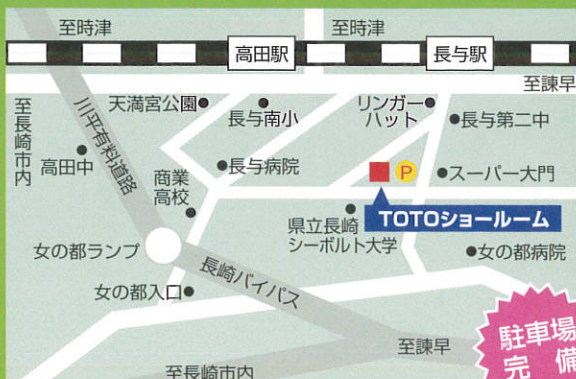 至時津
至時津
高田駅
長与駅
至諫早
至長崎市内
川平有料道路
天満宮公園
長与南小
リンガー
ハット
長与第二中
高田中
長与病院
P
スーパー大門
商業
高校
県立長崎
シーボルト大学
TOTOショールーム
女の都ランプ
女の都病院
長崎バイパス
女の都入口
至諫早
至長崎市内
駐車場
完備